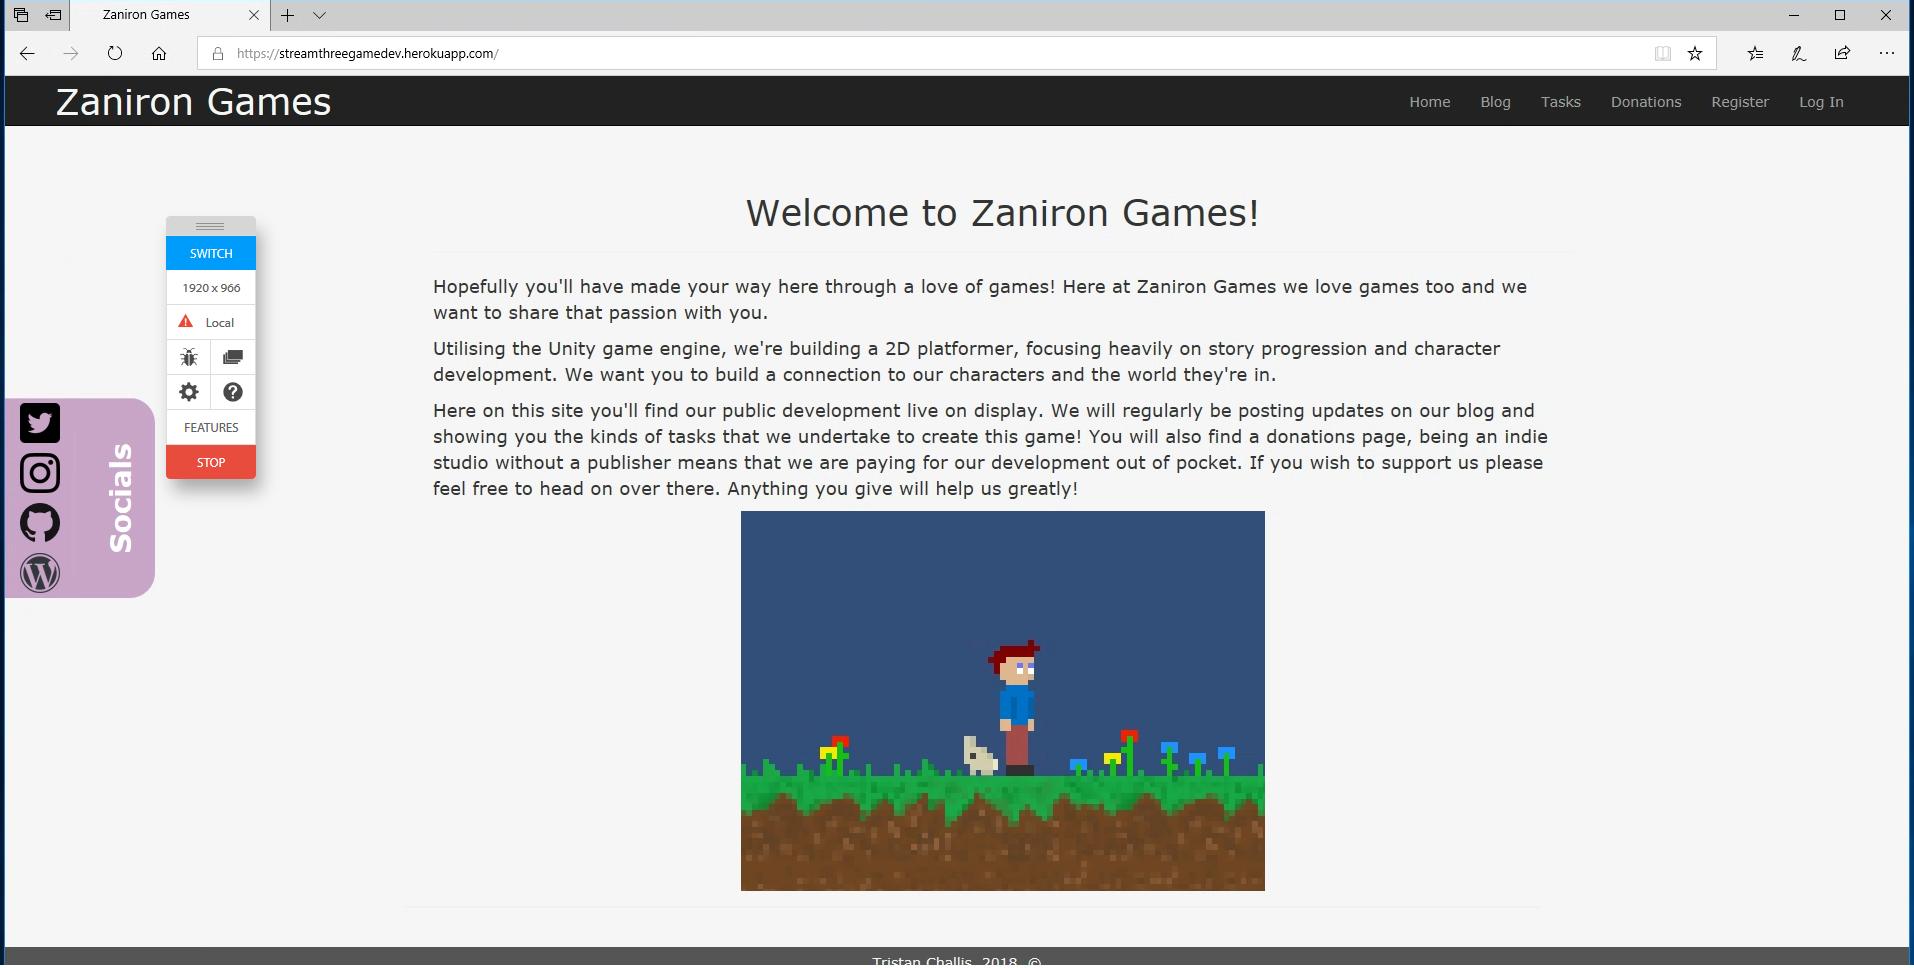 Zaniron Games
https://streamthreegamedev.herokuapp.com/
Zaniron Games
Home Blog Tasks Donations Register Log In
Welcome to Zaniron Games!
Hopefully you'll have made your way here through a love of games! Here at Zaniron Games we love games too and we
want to share that passion with you.
Utilising the Unity game engine, we're building a 2D platformer, focusing heavily on story progression and character
development. We want you to build a connection to our characters and the world they're in.
Here on this site you'll find our public development live on display. We will regularly be posting updates on our blog and
showing you the kinds of tasks that we undertake to create this game! You will also find a donations page, being an indie
studio without a publisher means that we are paying for our development out of pocket. If you wish to support us please
feel free to head on over there. Anything you give will help us greatly!
SWITCH
1920 x 966
Local
FEATURES
STOP
Socials
Tristan Challis, 2018, ©